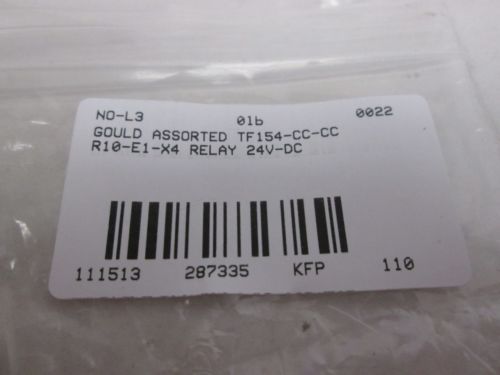 NO-L3 01b 0022
GOULD ASSORTED TF154-CC-CC
R10-E1-X4 RELAY 24V-DC
111513 287335 KFP 110